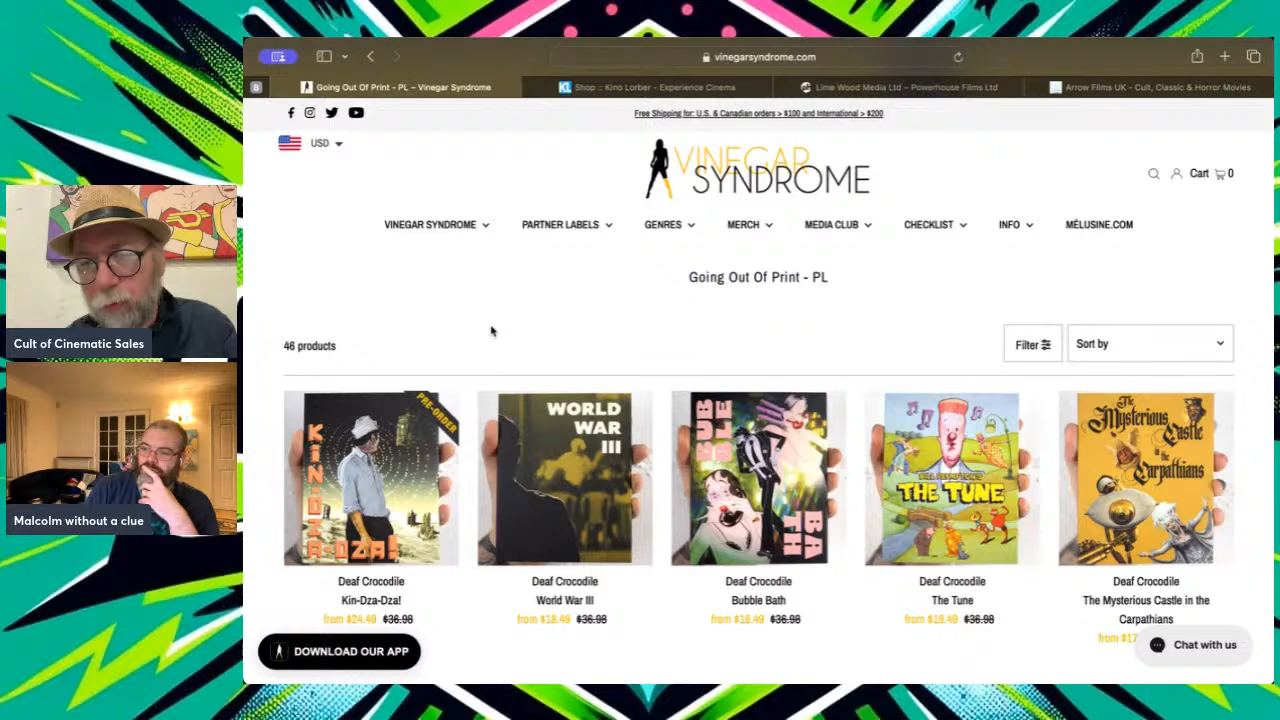 vinegarsyndrome.com
Going Out Of Print - PL – Vinegar Syndrome
Shop :: Kino Lorber - Experience Cinema
Lime Wood Media Ltd – Powerhouse Films Ltd
Arrow Films UK - Cult, Classic & Horror Movies
Free Shipping for: U.S. & Canadian orders > $100 and International > $200
USD
VINEGAR
SYNDROME
Cart 0
VINEGAR SYNDROME
PARTNER LABELS
GENRES
MERCH
MEDIA CLUB
CHECKLIST
INFO
MÉLUSINE.COM
Going Out Of Print - PL
46 products
Filter
Sort by
PRE-ORDER
KIN-DZA-DZA!
WORLD
WAR
III
BUB
BLE
BA
TH
THE TUNE
The
Mysterious
Castle
in the
Carpathians
Deaf Crocodile
Kin-Dza-Dza!
from $24.49 $36.98
Deaf Crocodile
World War III
from $18.49 $36.98
Deaf Crocodile
Bubble Bath
from $18.49 $36.98
Deaf Crocodile
The Tune
from $18.49 $36.98
Deaf Crocodile
The Mysterious Castle in the
Carpathians
DOWNLOAD OUR APP
Chat with us
Cult of Cinematic Sales
Malcolm without a clue